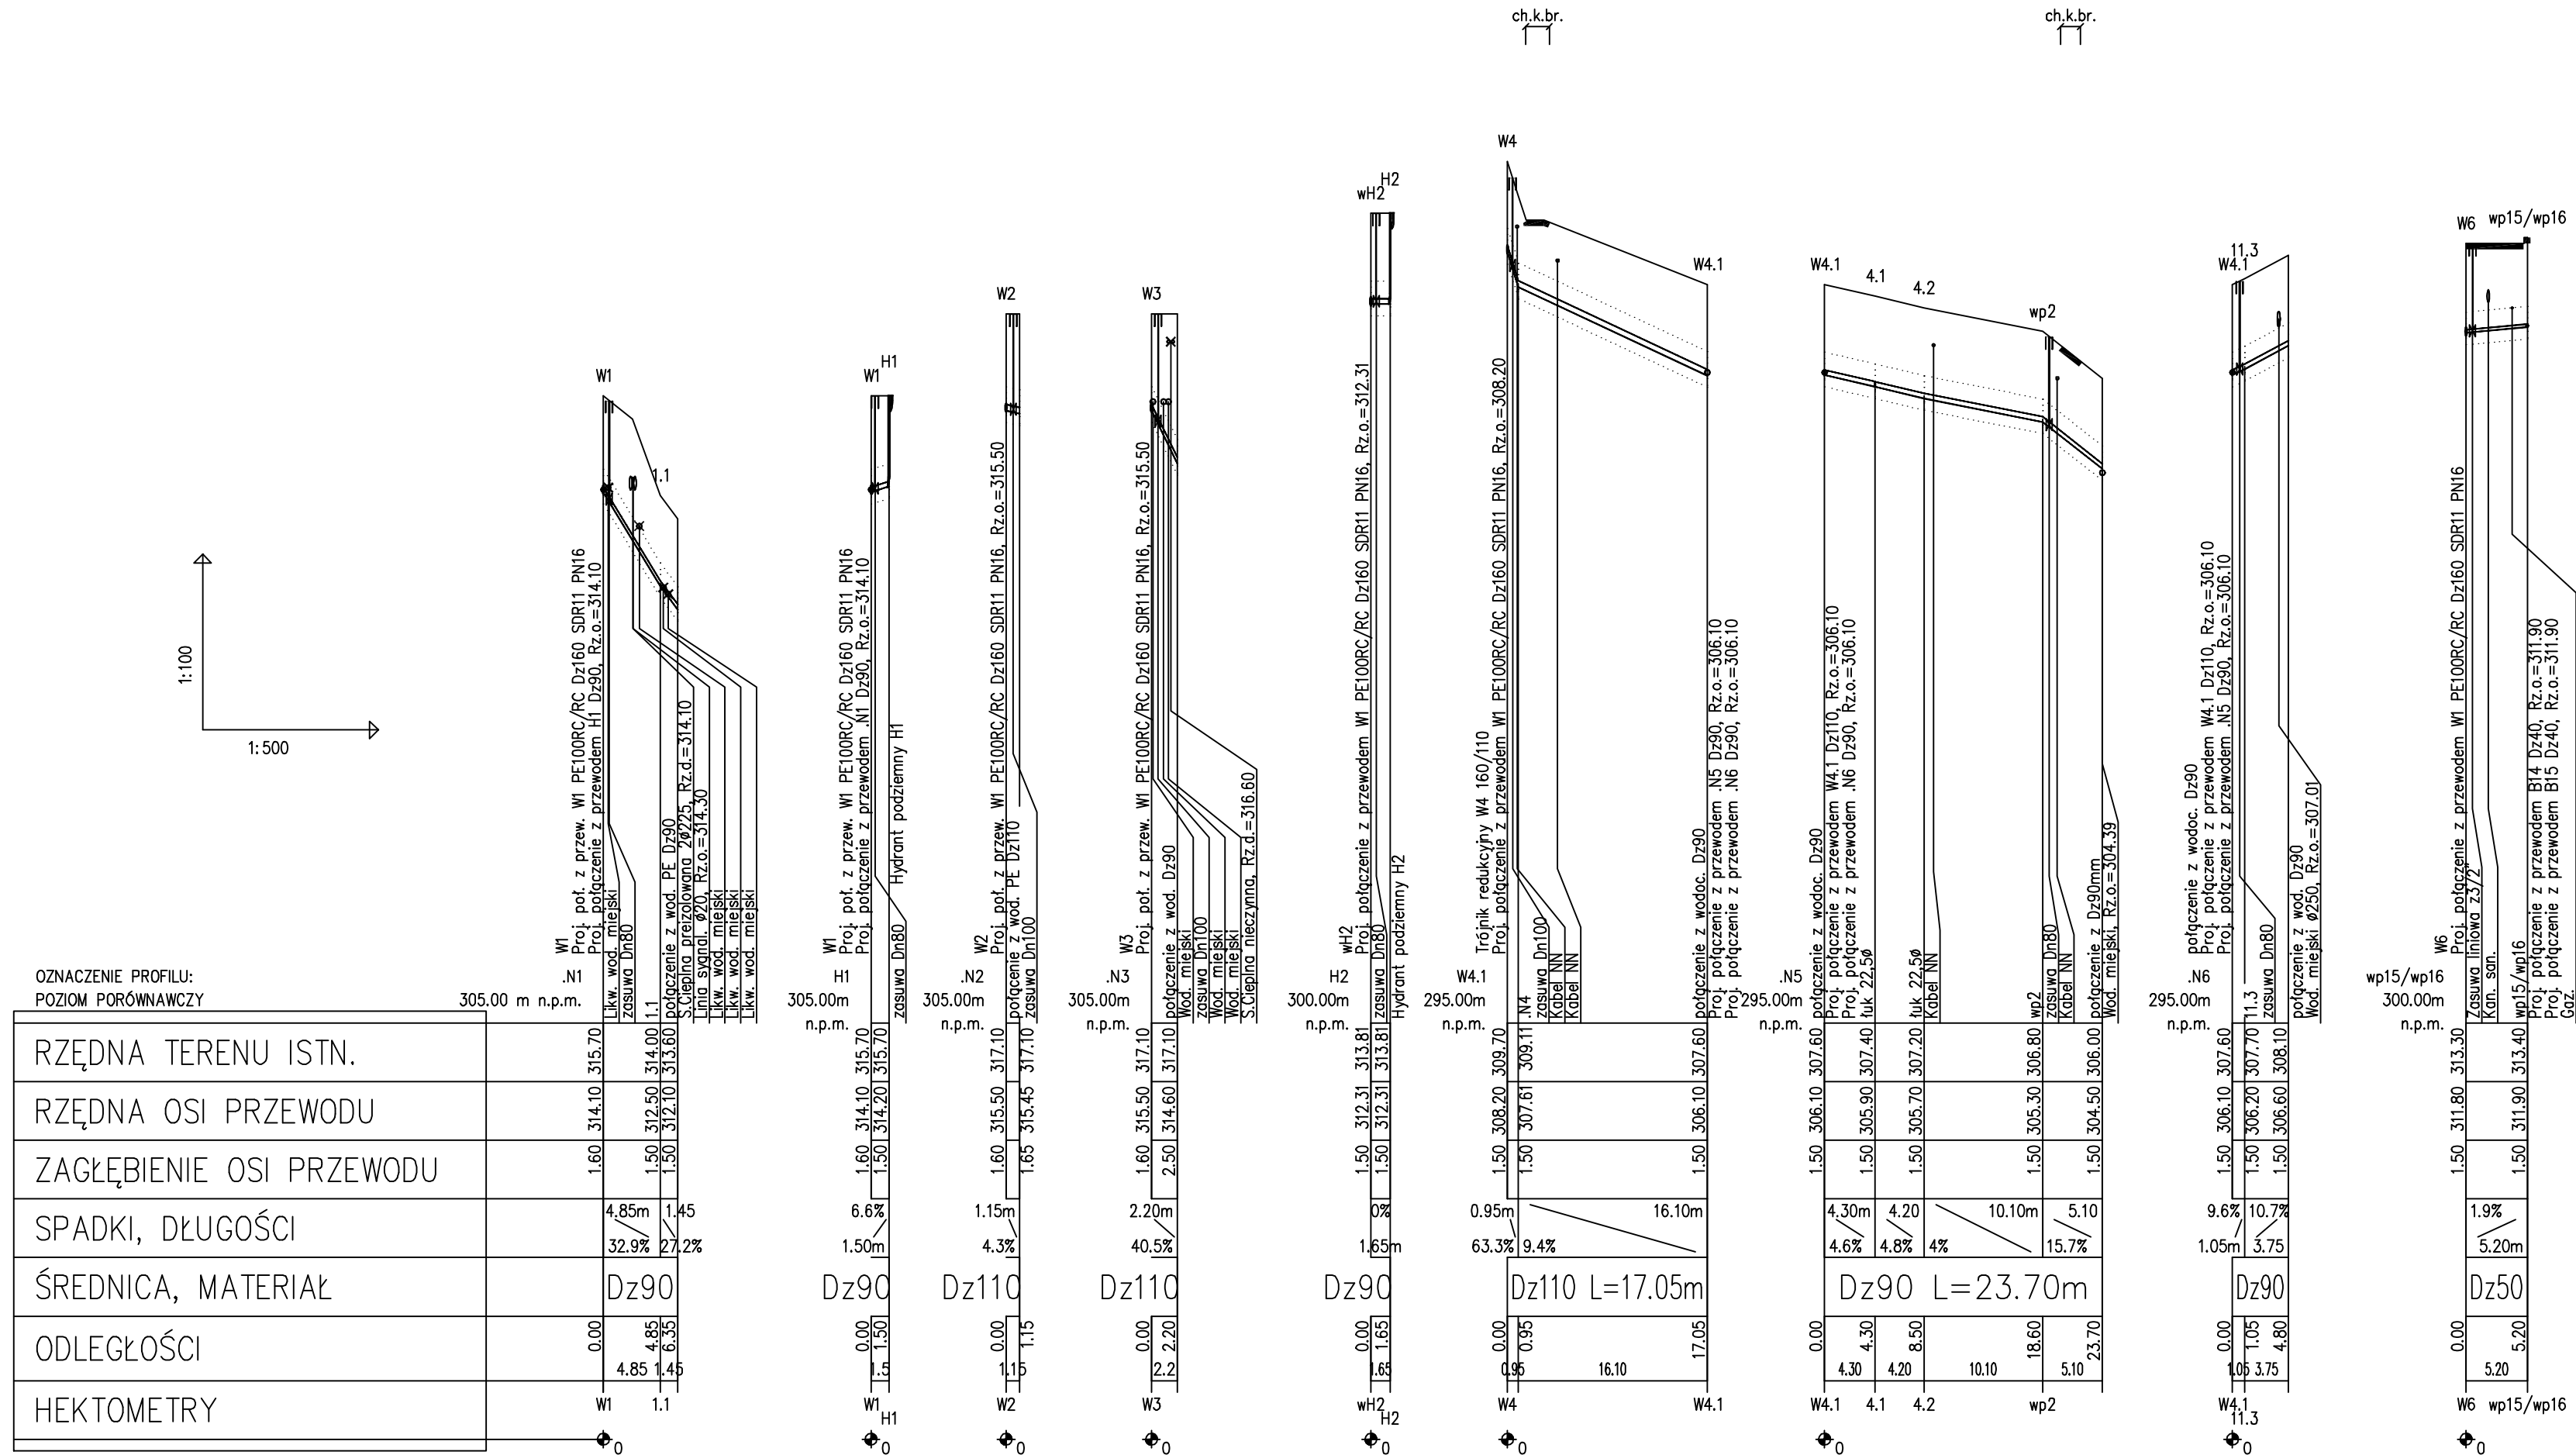 ch.k.br.
ch.k.br.
W4
H2
wH2
W6 wp15/wp16
W4.1
W4.1
4.1
4.2
11.3
W4.1
W2
W3
wp2
W1
W1
H1
1.1
1:100
1:500
OZNACZENIE PROFILU:
POZIOM PORÓWNAWCZY
.N1
305.00 m n.p.m.
W1
Proj. poł. z przew. W1 PE100RC/RC Dz160 SDR11 PN16
Proj. połączenie z przewodem H1 Dz90, Rz.o.=314.10
Likw. wod. miejski
zasuwa Dn80
1.1
połączenie z wod. PE Dz90
S.Cieplna preizolowana 2ø225, Rz.d.=314.10
Linia sygnal. ø20, Rz.o.=314.30
Likw. wod. miejski
Likw. wod. miejski
Likw. wod. miejski
H1
305.00m
n.p.m.
W1
Proj. poł. z przew. W1 PE100RC/RC Dz160 SDR11 PN16
Proj. połączenie z przewodem .N1 Dz90, Rz.o.=314.10
zasuwa Dn80
Hydrant podziemny H1
.N2
305.00m
n.p.m.
W2
Proj. poł. z przew. W1 PE100RC/RC Dz160 SDR11 PN16, Rz.o.=315.50
połączenie z wod. PE Dz110
zasuwa Dn100
.N3
305.00m
n.p.m.
W3
Proj. poł. z przew. W1 PE100RC/RC Dz160 SDR11 PN16, Rz.o.=315.50
połączenie z wod. Dz90
Wod. miejski
zasuwa Dn100
Wod. miejski
Wod. miejski
S.Cieplna nieczynna, Rz.d.=316.60
H2
300.00m
n.p.m.
wH2
Proj. połączenie z przewodem W1 PE100RC/RC Dz160 SDR11 PN16, Rz.o.=312.31
zasuwa Dn80
Hydrant podziemny H2
W4.1
295.00m
n.p.m.
Trójnik redukcyjny W4 160/110
Proj. połączenie z przewodem W1 PE100RC/RC Dz160 SDR11 PN16, Rz.o.=308.20
.N4
zasuwa Dn100
Kabel NN
Kabel NN
połączenie z wodoc. Dz90
Proj. połączenie z przewodem .N5 Dz90, Rz.o.=306.10
Proj. połączenie z przewodem .N6 Dz90, Rz.o.=306.10
.N5
295.00m
n.p.m.
połączenie z wodoc. Dz90
Proj. połączenie z przewodem W4.1 Dz110, Rz.o.=306.10
Proj. połączenie z przewodem .N6 Dz90, Rz.o.=306.10
łuk 22,5ø
łuk 22,5ø
Kabel NN
wp2
zasuwa Dn80
Kabel NN
połączenie z Dz90mm
Wod. miejski, Rz.o.=304.39
.N6
295.00m
n.p.m.
połączenie z wodoc. Dz90
Proj. połączenie z przewodem W4.1 Dz110, Rz.o.=306.10
Proj. połączenie z przewodem .N5 Dz90, Rz.o.=306.10
11.3
zasuwa Dn80
połączenie z wod. Dz90
Wod. miejski ø250, Rz.o.=307.01
wp15/wp16
300.00m
n.p.m.
W6
Proj. połączenie z przewodem W1 PE100RC/RC Dz160 SDR11 PN16
Zasuwa liniowa z3/2"
Kan. san.
wp15/wp16
Proj. połączenie z przewodem B14 Dz40, Rz.o.=311.90
Proj. połączenie z przewodem B15 Dz40, Rz.o.=311.90
Gaz.
RZĘDNA TERENU ISTN.
315.70 314.00 313.60 315.70 315.70 317.10 317.10 317.10 317.10 313.81 313.81 309.70 309.11 307.60 307.60 307.40 307.20 306.80 306.00 307.60 307.70 308.10 313.30 313.40
RZĘDNA OSI PRZEWODU
314.10 312.50 312.10 314.10 314.20 315.50 315.45 315.50 314.60 312.31 312.31 308.20 307.61 306.10 306.10 305.90 305.70 305.30 304.50 306.10 306.20 306.60 311.80 311.90
ZAGŁĘBIENIE OSI PRZEWODU
1.60 1.50 1.50 1.60 1.50 1.60 1.65 1.60 2.50 1.50 1.50 1.50 1.50 1.50 1.50 1.50 1.50 1.50 1.50 1.50 1.50 1.50 1.50 1.50
SPADKI, DŁUGOŚCI
4.85m 1.45 6.6% 1.15m 2.20m 0% 0.95m 16.10m 4.30m 4.20 10.10m 5.10 9.6% 10.7% 1.9%
32.9% 27.2% 1.50m 4.3% 40.5% 1.65m 63.3% 9.4% 4.6% 4.8% 4% 15.7% 1.05m 3.75 5.20m
ŚREDNICA, MATERIAŁ
Dz90 Dz90 Dz110 Dz110 Dz90 Dz110 L=17.05m Dz90 L=23.70m Dz90 Dz50
ODLEGŁOŚCI
0.00 4.85 6.35 0.00 1.50 0.00 1.15 0.00 2.20 0.00 1.65 0.00 0.95 17.05 0.00 4.30 8.50 18.60 23.70 0.00 1.05 4.80 0.00 5.20
4.85 1.45 1.5 1.15 2.2 1.65 0.95 16.10 4.30 4.20 10.10 5.10 1.05 3.75 5.20
HEKTOMETRY
W1 1.1 W1 W2 W3 wH2 W4 W4.1 W4.1 4.1 4.2 wp2 W4.1 W6 wp15/wp16
H1 H2 11.3
0 0 0 0 0 0 0 0 0